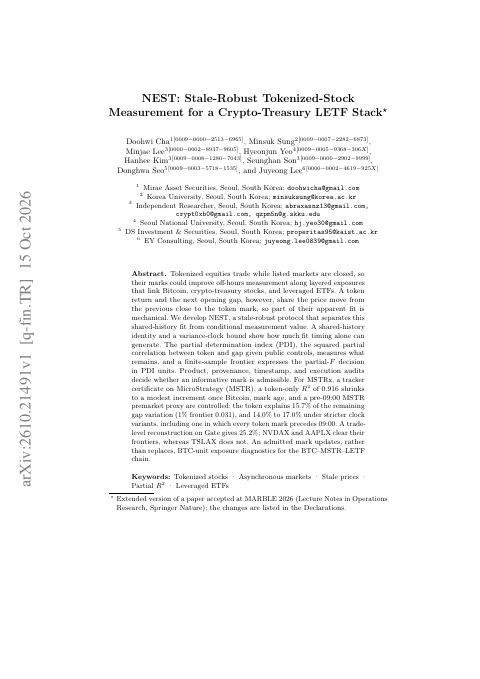 NEST: Stale-Robust Tokenized-Stock
Measurement for a Crypto-Treasury LETF Stack⋆
Doohwi Cha1[0009−0000−2513−6965], Minsuk Sung2[0009−0007−2282−6873],
Minjae Lee3[0000−0002−8937−9605], Hyeonjun Yeo4[0009−0005−0368−306X]
Hanhee Kim3[0009−0008−1280−7043], Seunghan Son3[0009−0000−2902−9999],
Donghwa Seo5[0009−0003−5718−1535], and Juyeong Lee6[0000−0002−4619−925X]
1 Mirae Asset Securities, Seoul, South Korea; doohwicha@gmail.com
2 Korea University, Seoul, South Korea; minsuksung@korea.ac.kr
3 Independent Researcher, Seoul, South Korea;
4 Seoul National University, Seoul, South Korea; hj.yeo30@gmail.com
5 DS Investment & Securities, Seoul, South Korea; properitas95@kaist.ac.kr
6 EY Consulting, Seoul, South Korea; juyeong.lee0839@gmail.com
Abstract. Tokenized equities trade while listed markets are closed, so
their marks could improve off-hours measurement along layered exposures
that link Bitcoin, crypto-treasury stocks, and leveraged ETFs. A token
return and the next opening gap, however, share the price move from
the previous close to the token mark, so part of their apparent fit is
mechanical. We develop NEST, a stale-robust protocol that separates this
shared-history fit from conditional measurement value. A shared-history
identity and a variance-clock bound show how much fit timing alone can
generate. The partial determination index (PDI), the squared partial
correlation between token and gap given public controls, measures what
remains, and a finite-sample frontier expresses the partial-F decision
in PDI units. Product, provenance, timestamp, and execution audits
decide whether an informative mark is admissible. For MSTRx, a tracker
certificate on MicroStrategy (MSTR), a token-only R2 of 0.916 shrinks
to a modest increment once Bitcoin, mark age, and a pre-09:00 MSTR
premarket proxy are controlled: the token explains 15.7% of the remaining
gap variation (1% frontier 0.031), and 14.0% to 17.0% under stricter clock
variants, including one in which every token mark precedes 09:00. A trade-
level reconstruction on Gate gives 25.2%; NVDAX and AAPLX clear their
frontiers, whereas TSLAX does not. An admitted mark updates, rather
than replaces, BTC-unit exposure diagnostics for the BTC–MSTR–LETF
chain.
Keywords: Tokenized stocks · Asynchronous markets · Stale prices ·
Partial R2 · Leveraged ETFs
⋆ Extended version of a paper accepted at MARBLE 2026 (Lecture Notes in Operations
Research, Springer Nature); the changes are listed in the Declarations.
arXiv:2610.21491v1 [q-fin.TR] 15 Oct 2026